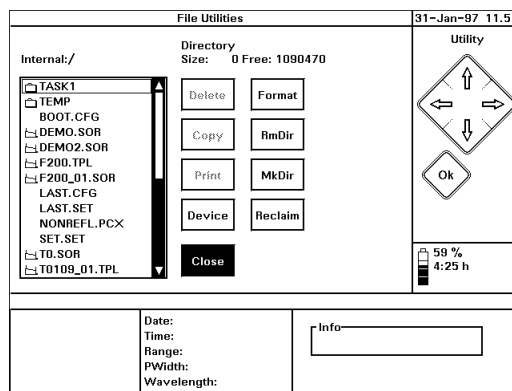 File Utilities
31-Jan-97 11.5
Internal:/
Directory
Size: 0 Free: 1090470
TASK1
TEMP
BOOT.CFG
DEMO.SOR
DEMO2.SOR
F200.TPL
F200_01.SOR
LAST.CFG
LAST.SET
NONREFL.PCX
SET.SET
T0.SOR
T0109_01.TPL
Delete
Format
Copy
RmDir
Print
MkDir
Device
Reclaim
Close
Utility
Ok
59 %
4:25 h
Date:
Time:
Range:
PWidth:
Wavelength:
Info